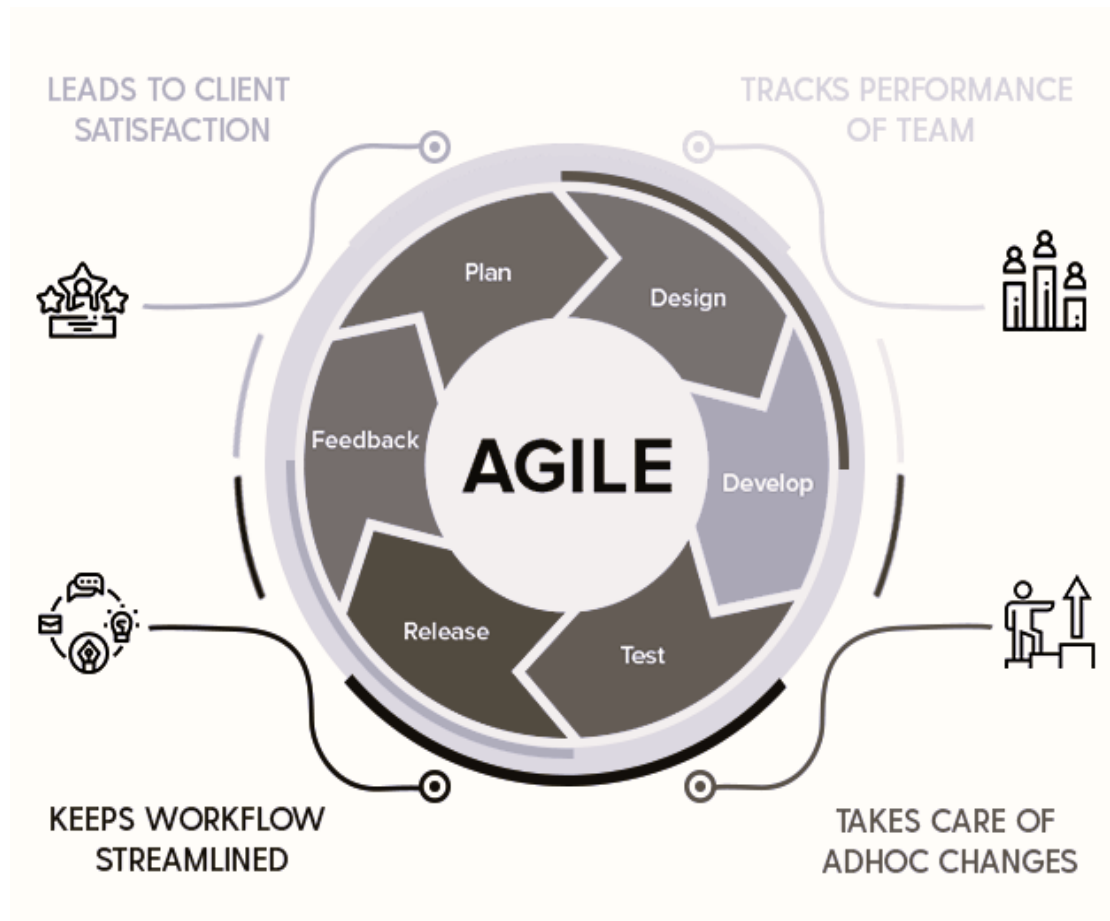 LEADS TO CLIENT
SATISFACTION
TRACKS PERFORMANCE
OF TEAM
Plan
Design
Feedback
AGILE
Develop
Release
Test
KEEPS WORKFLOW
STREAMLINED
TAKES CARE OF
ADHOC CHANGES